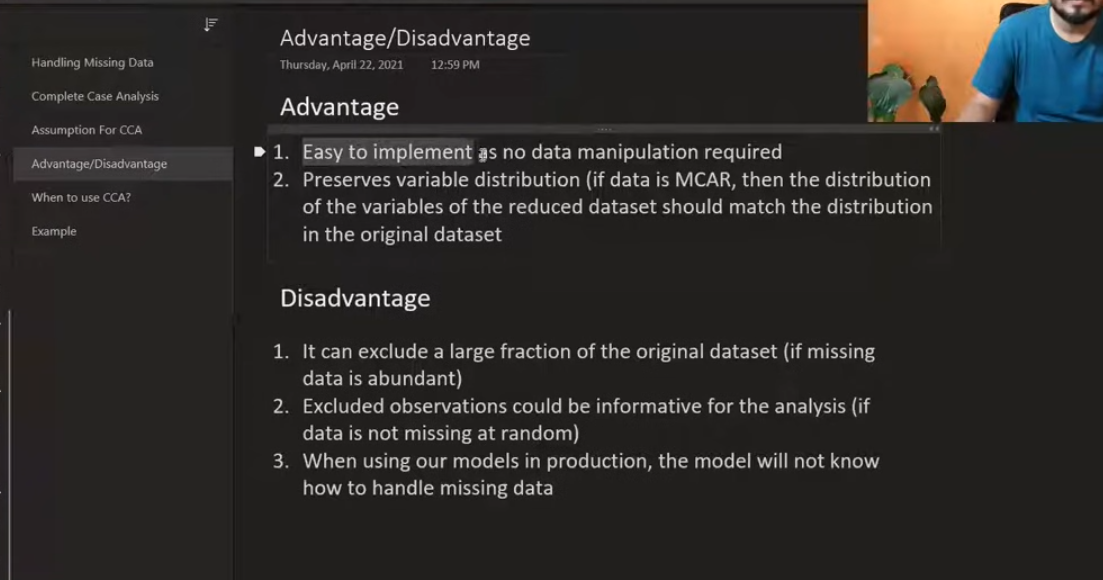 Handling Missing Data
Complete Case Analysis
Assumption For CCA
Advantage/Disadvantage
When to use CCA?
Example
Advantage/Disadvantage
Thursday, April 22, 2021 12:59 PM
Advantage
1. Easy to implement as no data manipulation required
2. Preserves variable distribution (if data is MCAR, then the distribution
of the variables of the reduced dataset should match the distribution
in the original dataset
Disadvantage
1. It can exclude a large fraction of the original dataset (if missing
data is abundant)
2. Excluded observations could be informative for the analysis (if
data is not missing at random)
3. When using our models in production, the model will not know
how to handle missing data